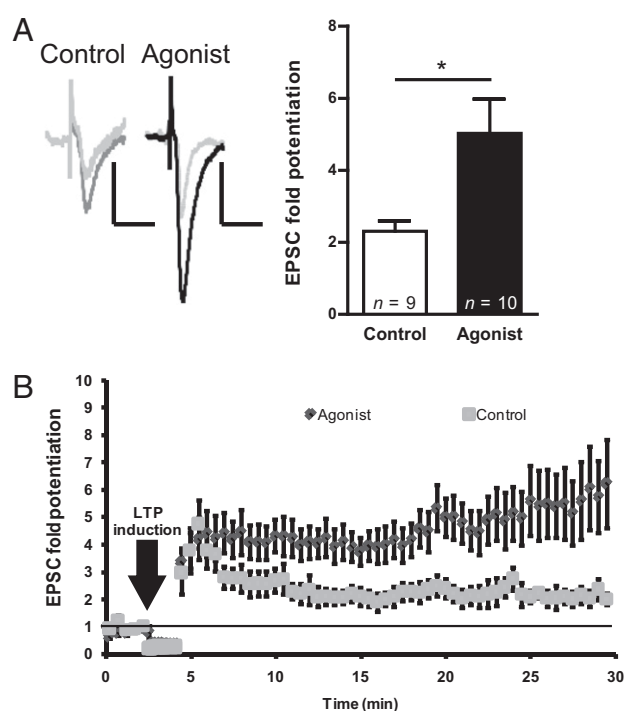 A
Control Agonist
EPSC fold potentiation
8
6
4
2
0
*
n = 9
n = 10
Control
Agonist
B
EPSC fold potentiation
10
9
8
7
6
5
4
3
2
1
0
LTP
induction
Agonist
Control
0 5 10 15 20 25 30
Time (min)